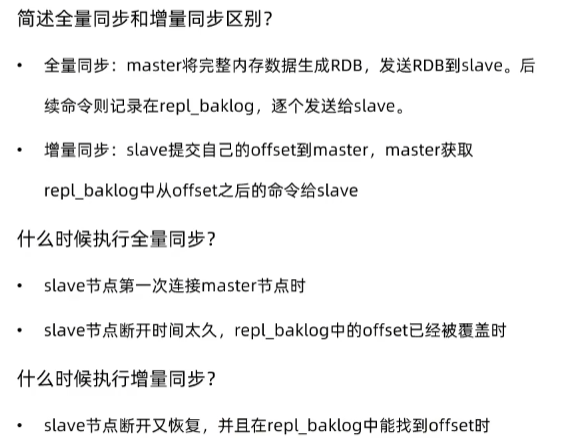 简述全量同步和增量同步区别？
• 全量同步：master将完整内存数据生成RDB，发送RDB到slave。后
续命令则记录在repl_baklog，逐个发送给slave。
• 增量同步：slave提交自己的offset到master，master获取
repl_baklog中从offset之后的命令给slave
什么时候执行全量同步？
• slave节点第一次连接master节点时
• slave节点断开时间太久，repl_baklog中的offset已经被覆盖时
什么时候执行增量同步？
• slave节点断开又恢复，并且在repl_baklog中能找到offset时